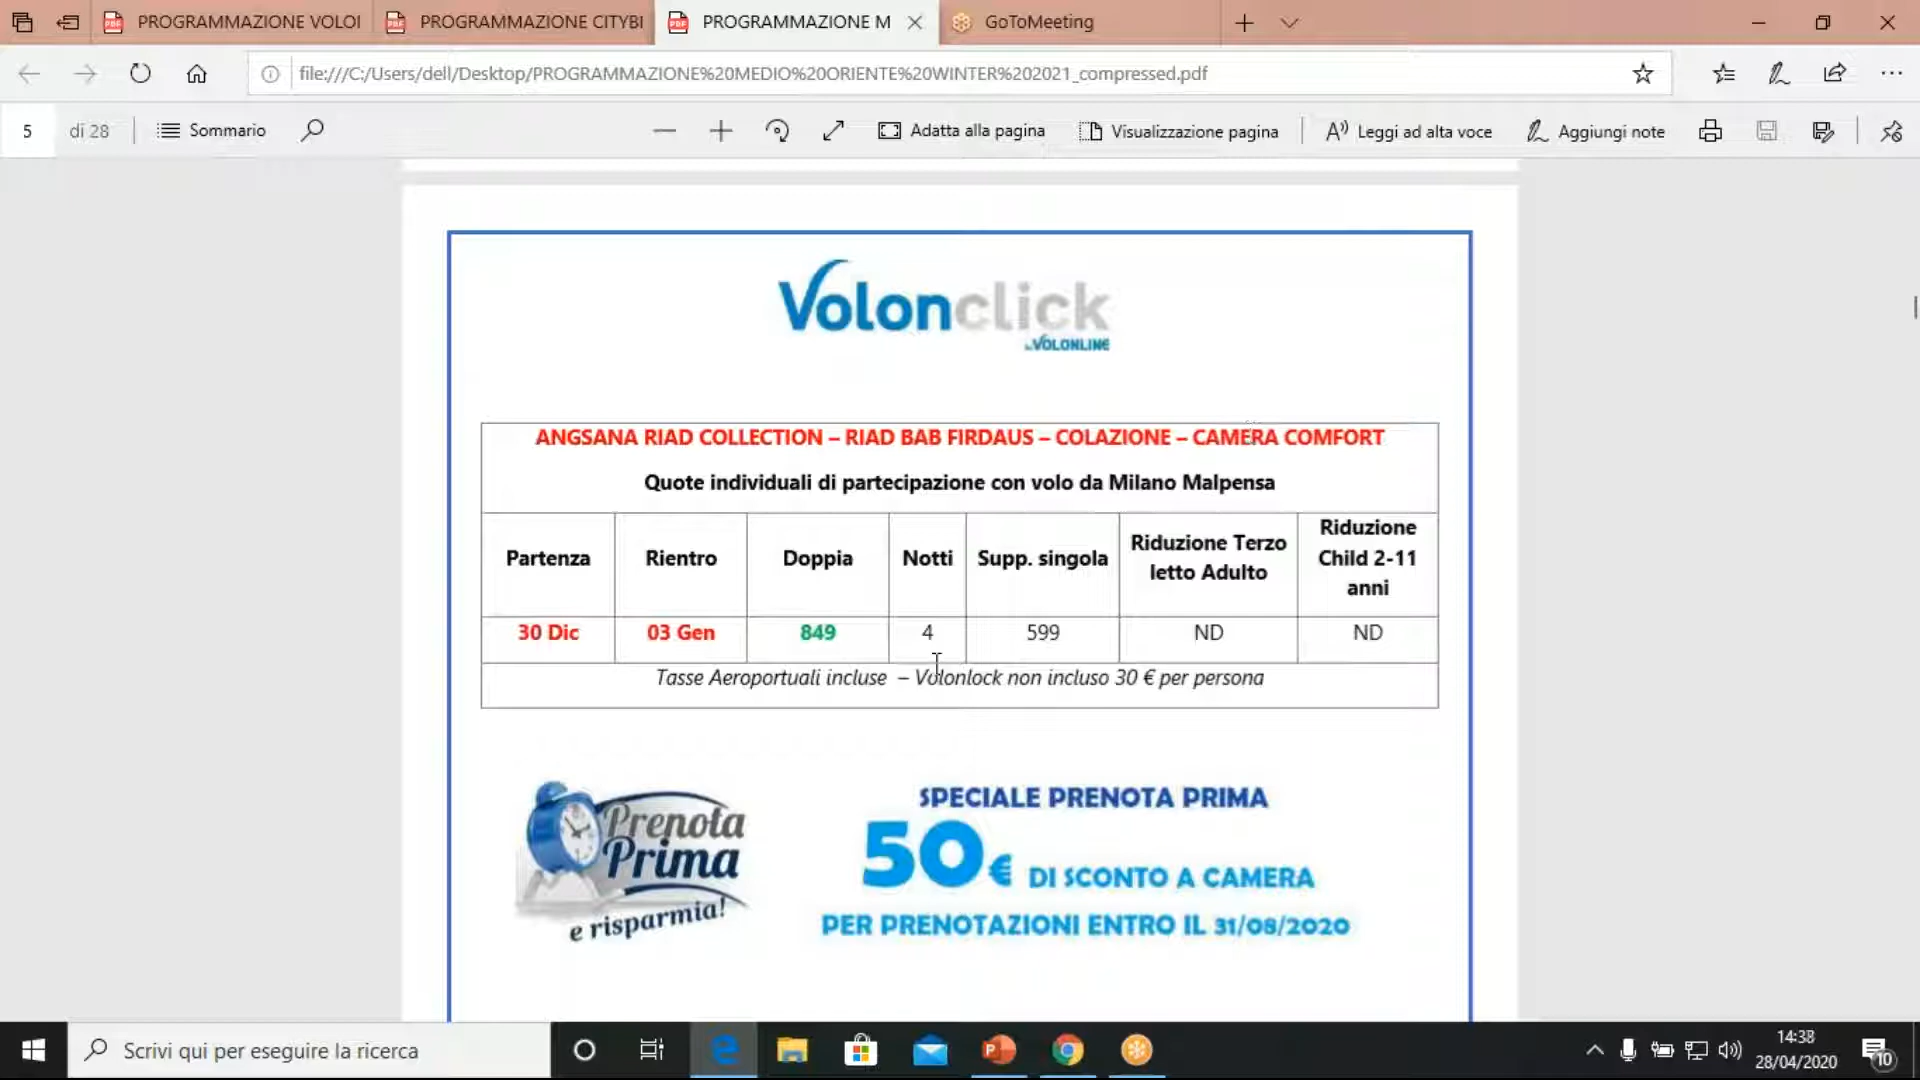 PROGRAMMAZIONE VOLOI
PROGRAMMAZIONE CITYBI
PROGRAMMAZIONE M
GoToMeeting
file:///C:/Users/dell/Desktop/PROGRAMMAZIONE%20MEDIO%20ORIENTE%20WINTER%202021_compressed.pdf
5 di 28 Sommario Adatta alla pagina Visualizzazione pagina Leggi ad alta voce Aggiungi note
Volonclick
by VOLONLINE
ANGSANA RIAD COLLECTION – RIAD BAB FIRDAUS – COLAZIONE – CAMERA COMFORT
Quote individuali di partecipazione con volo da Milano Malpensa
Partenza Rientro Doppia Notti Supp. singola Riduzione Terzo letto Adulto Riduzione Child 2-11 anni
30 Dic 03 Gen 849 4 599 ND ND
Tasse Aeroportuali incluse – Volonlock non incluso 30 € per persona
Prenota
Prima
e risparmia!
SPECIALE PRENOTA PRIMA
50€ DI SCONTO A CAMERA
PER PRENOTAZIONI ENTRO IL 31/08/2020
Scrivi qui per eseguire la ricerca
14:38
28/04/2020
10